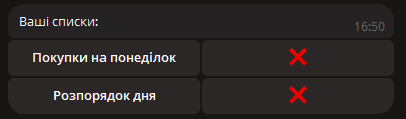 Ваші списки:
16:50
Покупки на понеділок ❌
Розпорядок дня ❌